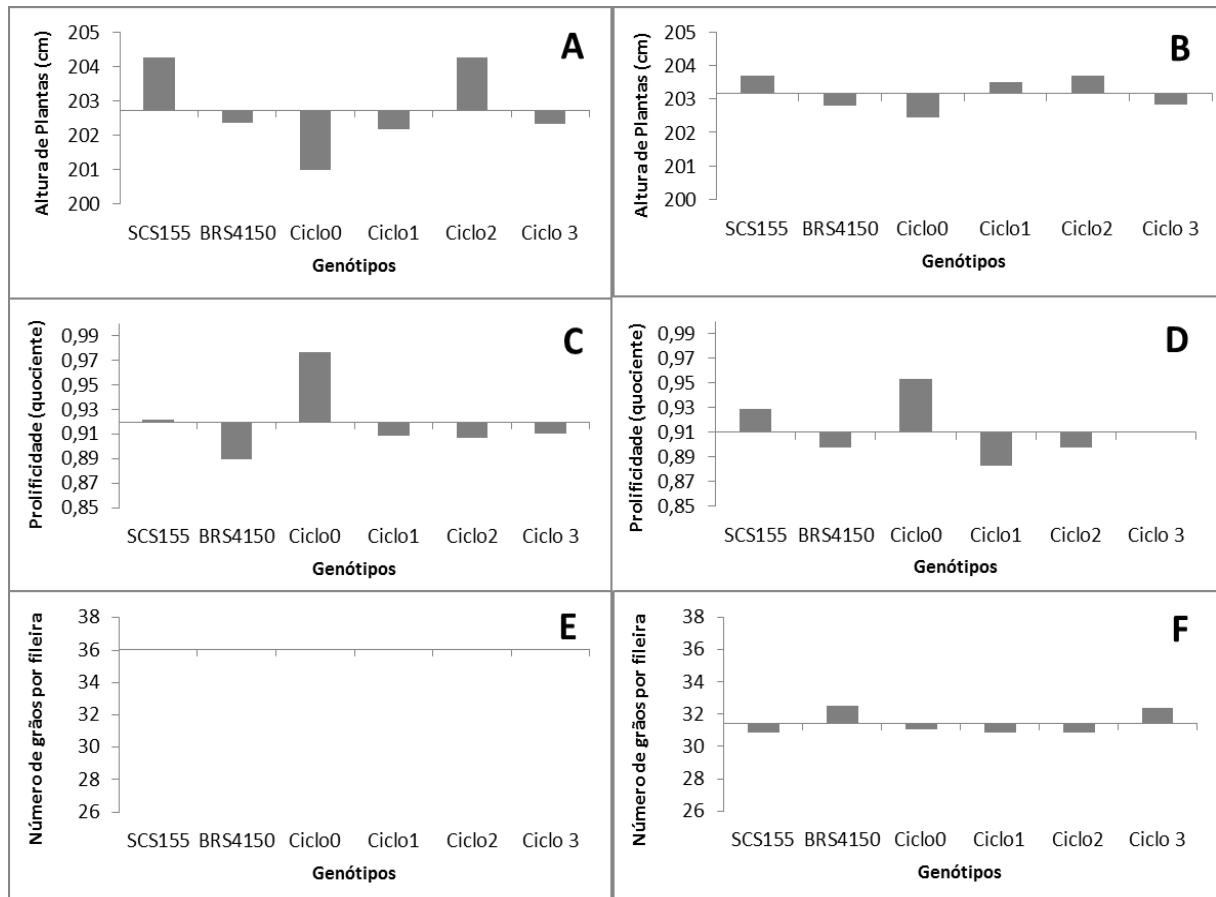 A
Altura de Plantas (cm)
205
204
203
202
201
200
SCS155 BRS4150 Ciclo0 Ciclo1 Ciclo2 Ciclo 3
Genótipos
B
Altura de Plantas (cm)
205
204
203
202
201
200
SCS155 BRS4150 Ciclo0 Ciclo1 Ciclo2 Ciclo 3
Genótipos
C
Prolificidade (quociente)
0,99
0,97
0,95
0,93
0,91
0,89
0,87
0,85
SCS155 BRS4150 Ciclo0 Ciclo1 Ciclo2 Ciclo 3
Genótipos
D
Prolificidade (quociente)
0,99
0,97
0,95
0,93
0,91
0,89
0,87
0,85
SCS155 BRS4150 Ciclo0 Ciclo1 Ciclo2 Ciclo 3
Genótipos
E
Número de grãos por fileira
38
36
34
32
30
28
26
SCS155 BRS4150 Ciclo0 Ciclo1 Ciclo2 Ciclo 3
Genótipos
F
Número de grãos por fileira
38
36
34
32
30
28
26
SCS155 BRS4150 Ciclo0 Ciclo1 Ciclo2 Ciclo 3
Genótipos